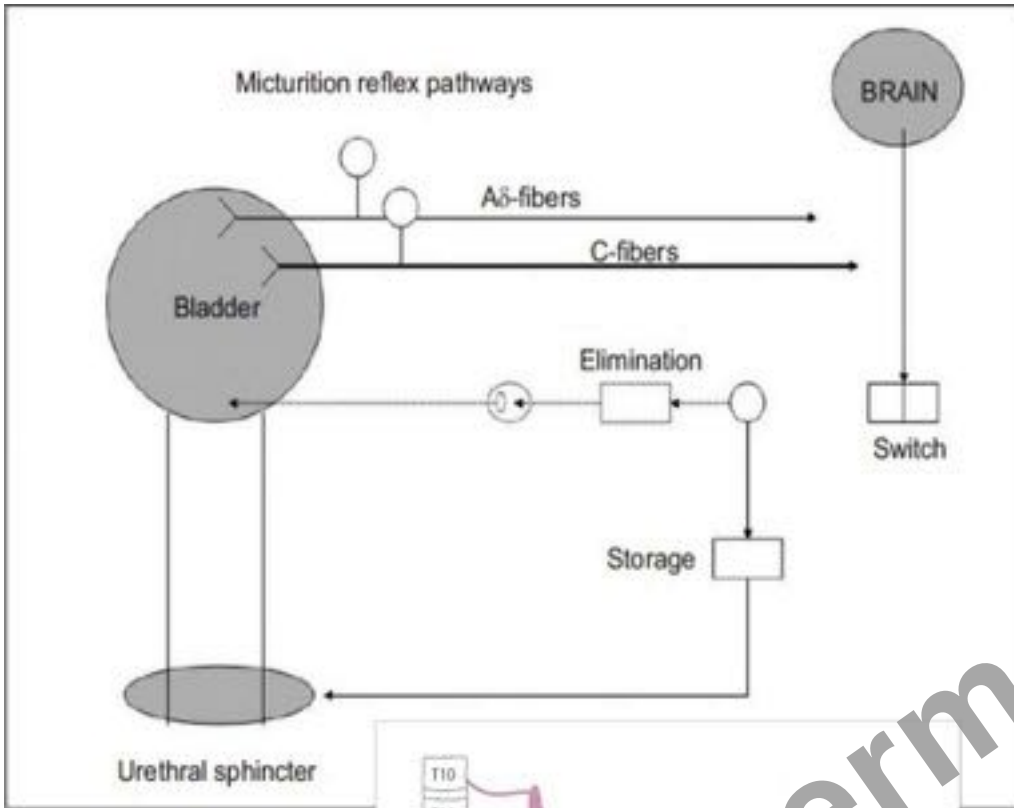 Micturition reflex pathways
BRAIN
Aδ-fibers
C-fibers
Bladder
Elimination
Switch
Storage
Urethral sphincter
T10